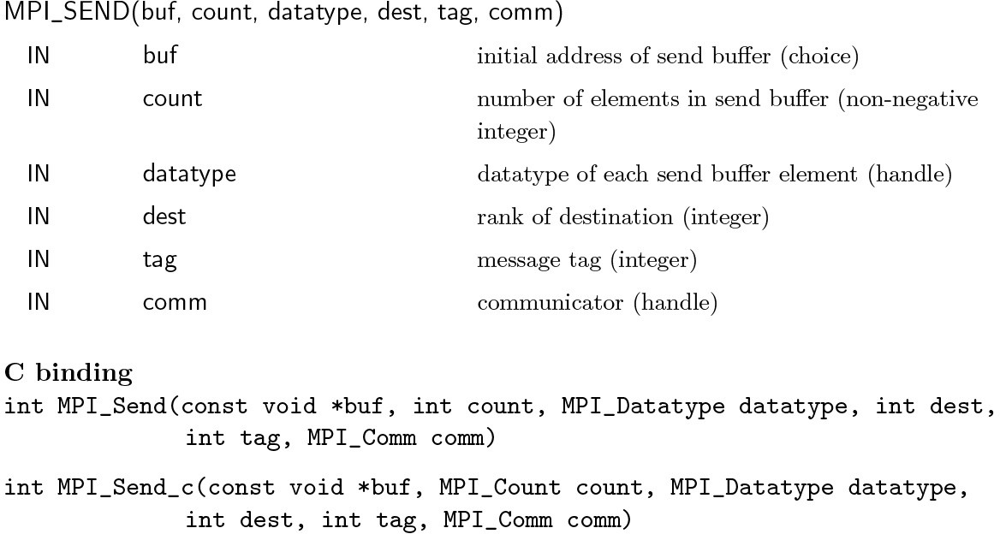 MPI_SEND(buf, count, datatype, dest, tag, comm)
IN buf initial address of send buffer (choice)
IN count number of elements in send buffer (non-negative
integer)
IN datatype datatype of each send buffer element (handle)
IN dest rank of destination (integer)
IN tag message tag (integer)
IN comm communicator (handle)
C binding
int MPI_Send(const void *buf, int count, MPI_Datatype datatype, int dest,
int tag, MPI_Comm comm)
int MPI_Send_c(const void *buf, MPI_Count count, MPI_Datatype datatype,
int dest, int tag, MPI_Comm comm)